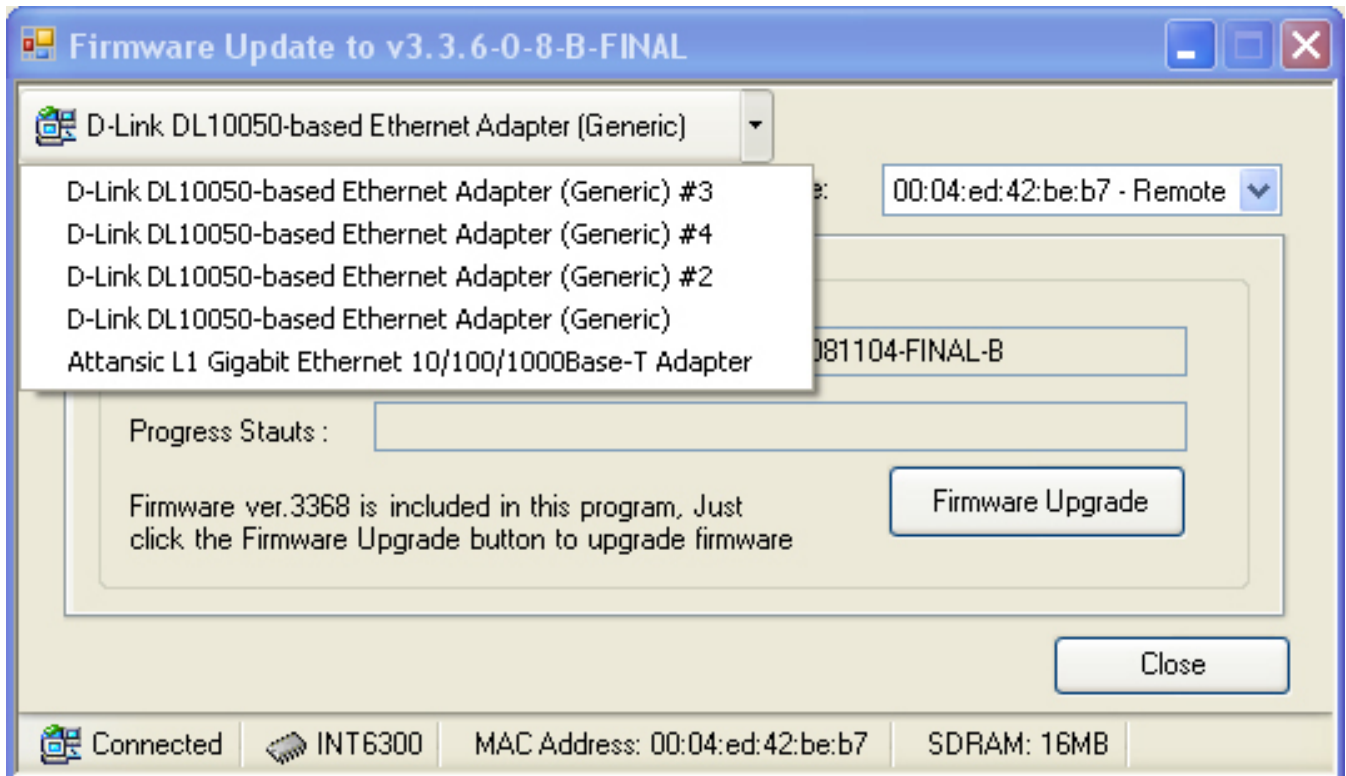 Firmware Update to v3.3.6-0-8-B-FINAL
D-Link DL10050-based Ethernet Adapter (Generic)
D-Link DL10050-based Ethernet Adapter (Generic) #3
00:04:ed:42:be:b7 - Remote
D-Link DL10050-based Ethernet Adapter (Generic) #4
D-Link DL10050-based Ethernet Adapter (Generic) #2
D-Link DL10050-based Ethernet Adapter (Generic)
Attansic L1 Gigabit Ethernet 10/100/1000Base-T Adapter
081104-FINAL-B
Progress Stauts :
Firmware ver.3368 is included in this program, Just
click the Firmware Upgrade button to upgrade firmware
Firmware Upgrade
Close
Connected
INT6300
MAC Address: 00:04:ed:42:be:b7
SDRAM: 16MB